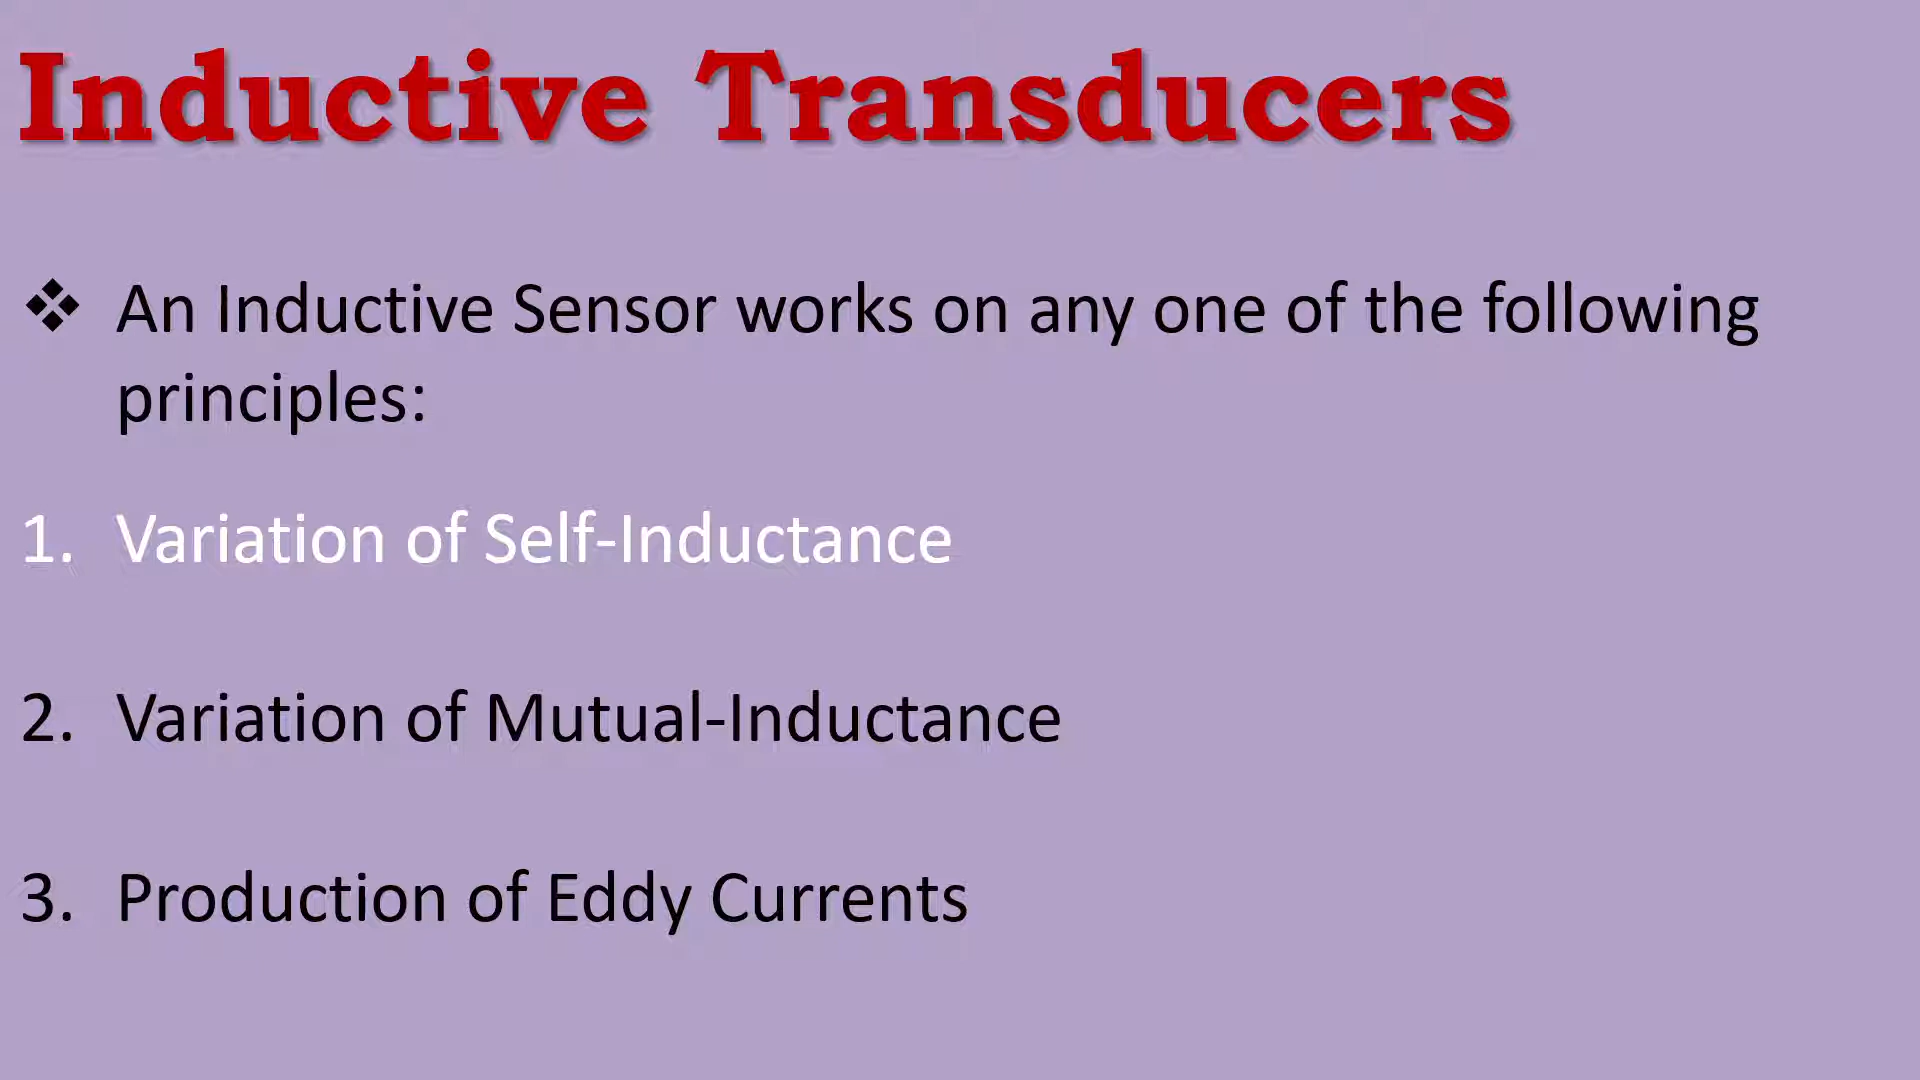 Inductive Transducers
❖ An Inductive Sensor works on any one of the following
principles:
1. Variation of Self-Inductance
2. Variation of Mutual-Inductance
3. Production of Eddy Currents